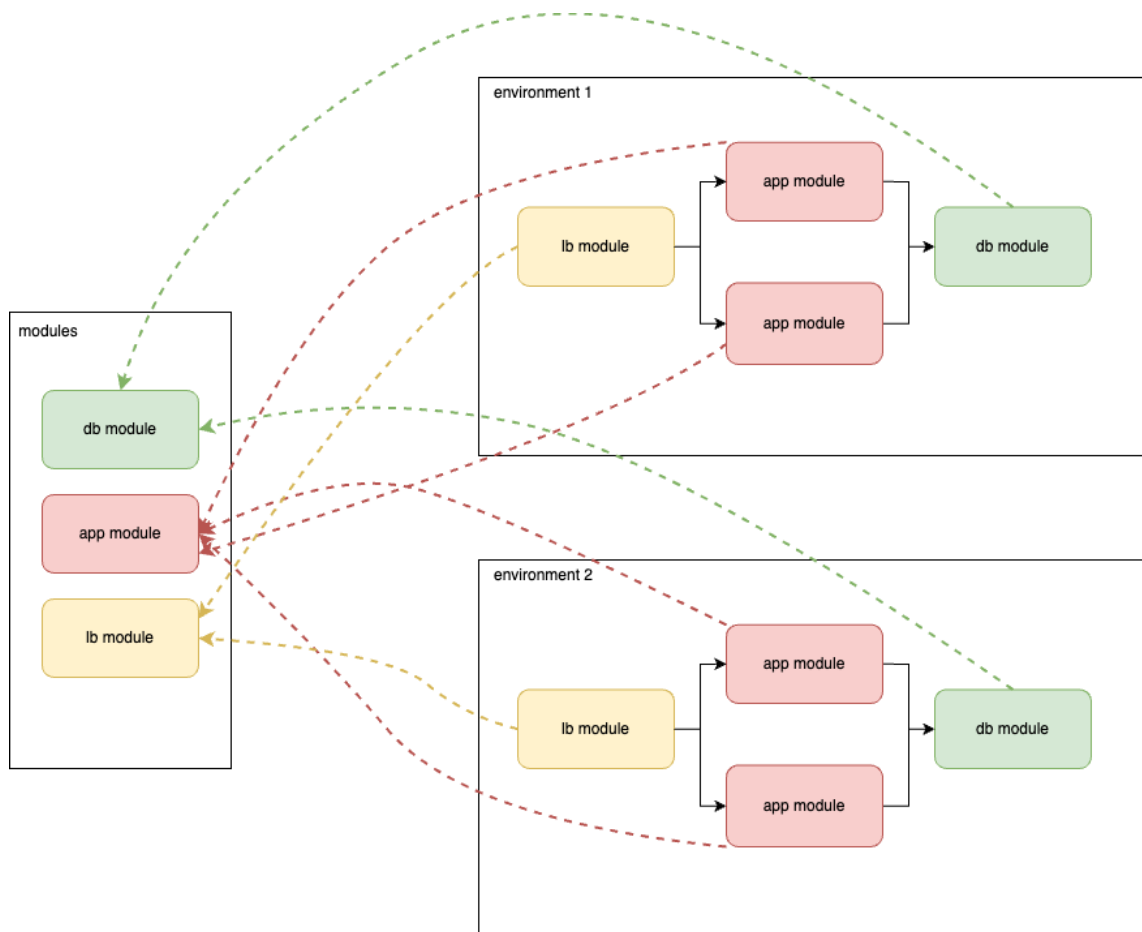 environment 1
app module
lb module
db module
app module
modules
db module
app module
lb module
environment 2
app module
lb module
db module
app module